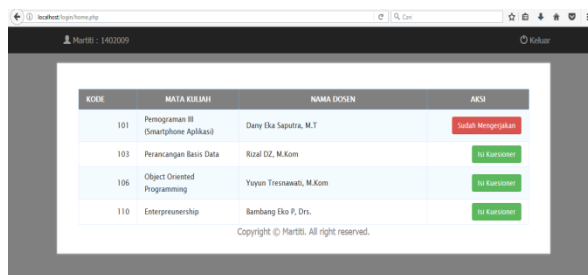 localhost/login/home.php
Cari
Martiti : 1402009
Keluar
KODE MATA KULIAH NAMA DOSEN AKSI
101 Pemograman III (Smartphone Aplikasi) Dany Eka Saputra, M.T Sudah Mengerjakan
103 Perancangan Basis Data Rizal DZ, M.Kom Isi Kuesioner
106 Object Oriented Programming Yuyun Tresnawati, M.Kom Isi Kuesioner
110 Enterpreunership Bambang Eko P, Drs. Isi Kuesioner
Copyright © Martiti. All right reserved.